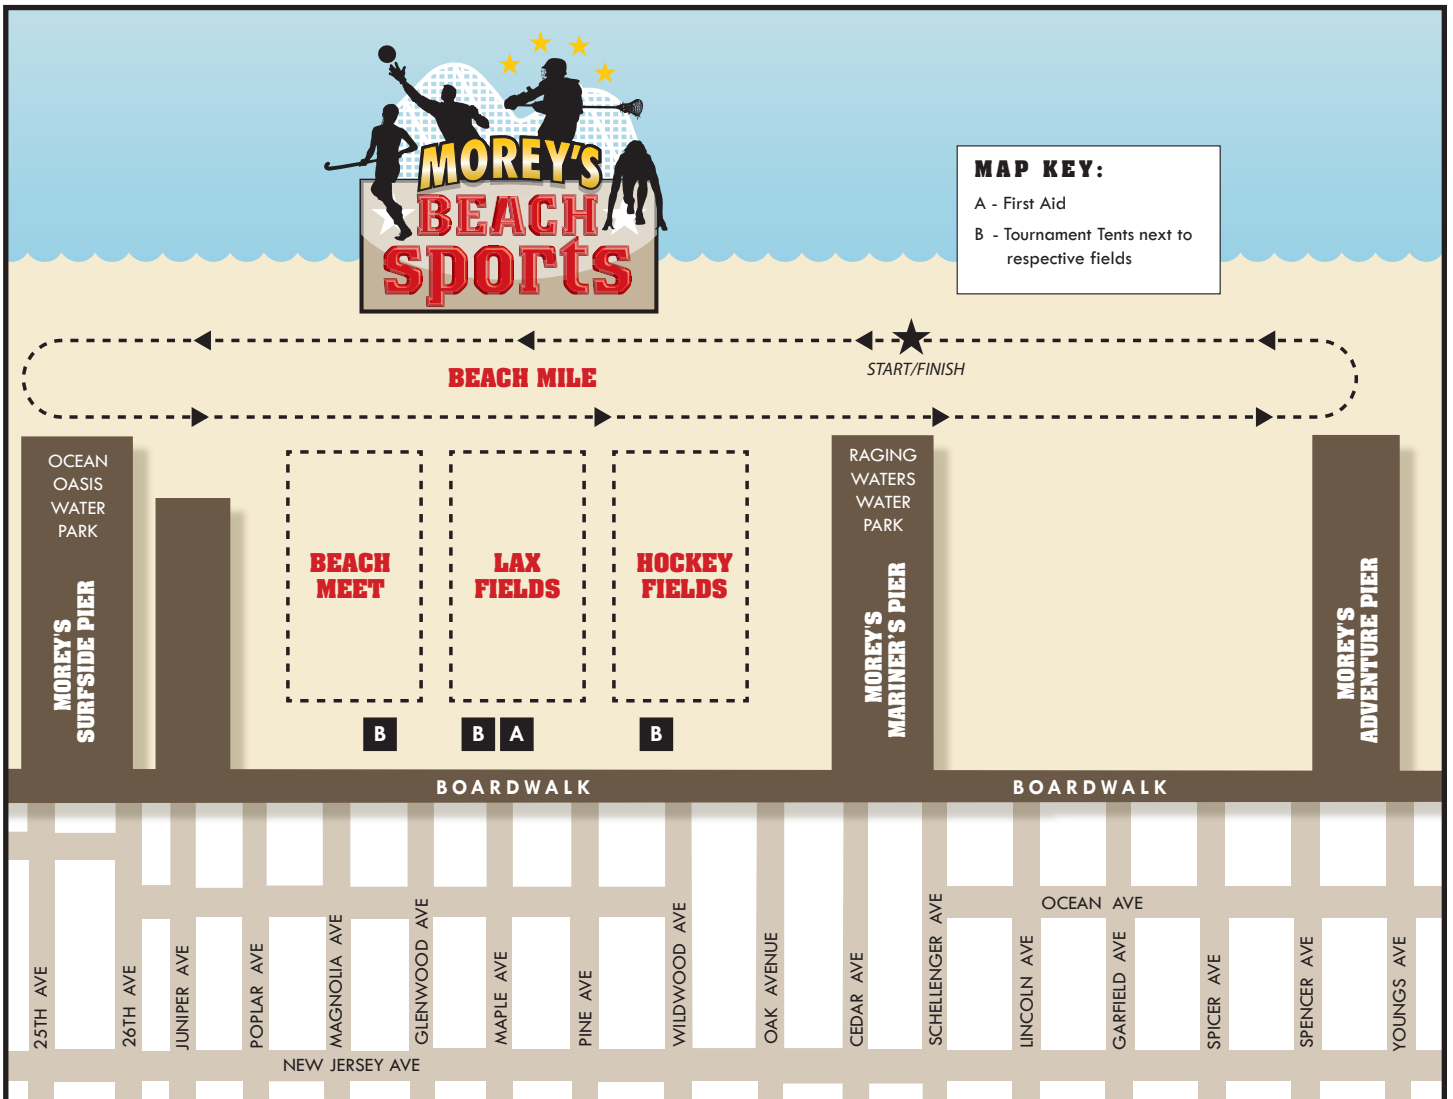 MOREY'S
BEACH
sports
MAP KEY:
A - First Aid
B - Tournament Tents next to
respective fields
START/FINISH
BEACH MILE
OCEAN
OASIS
WATER
PARK
MOREY'S
SURFSIDE PIER
BEACH
MEET
LAX
FIELDS
HOCKEY
FIELDS
RAGING
WATERS
WATER
PARK
MOREY'S
MARINER'S PIER
MOREY'S
ADVENTURE PIER
B
B
A
B
BOARDWALK
BOARDWALK
OCEAN AVE
25TH AVE
26TH AVE
JUNIPER AVE
POPLAR AVE
MAGNOLIA AVE
GLENWOOD AVE
MAPLE AVE
PINE AVE
WILDWOOD AVE
OAK AVENUE
CEDAR AVE
SCHELLENGER AVE
LINCOLN AVE
GARFIELD AVE
SPICER AVE
SPENCER AVE
YOUNGS AVE
NEW JERSEY AVE